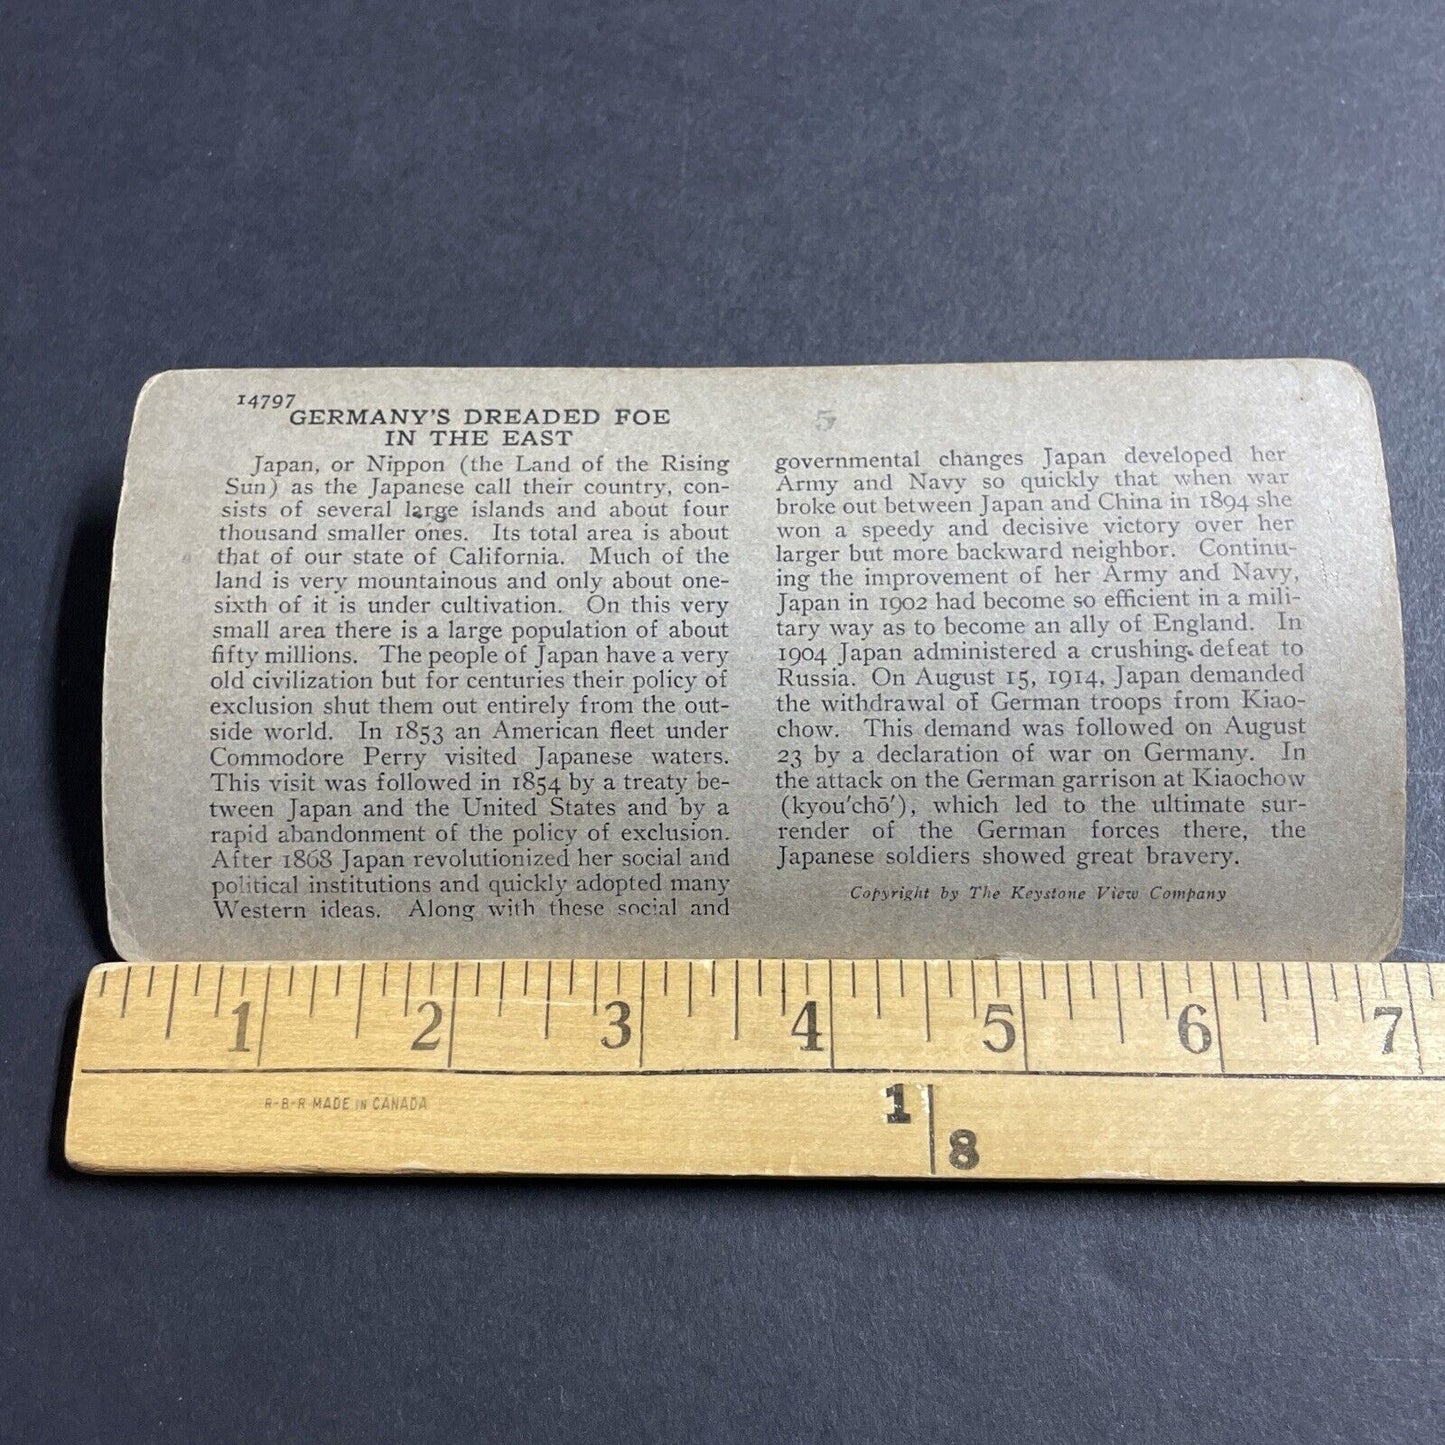 14797
GERMANY'S DREADED FOE
IN THE EAST
Japan, or Nippon (the Land of the Rising
Sun) as the Japanese call their country, con-
sists of several large islands and about four
thousand smaller ones. Its total area is about
that of our state of California. Much of the
land is very mountainous and only about one-
sixth of it is under cultivation. On this very
small area there is a large population of about
fifty millions. The people of Japan have a very
old civilization but for centuries their policy of
exclusion shut them out entirely from the out-
side world. In 1853 an American fleet under
Commodore Perry visited Japanese waters.
This visit was followed in 1854 by a treaty be-
tween Japan and the United States and by a
rapid abandonment of the policy of exclusion.
After 1868 Japan revolutionized her social and
political institutions and quickly adopted many
Western ideas. Along with these social and
5
governmental changes Japan developed her
Army and Navy so quickly that when war
broke out between Japan and China in 1894 she
won a speedy and decisive victory over her
larger but more backward neighbor. Continu-
ing the improvement of her Army and Navy,
Japan in 1902 had become so efficient in a mili-
tary way as to become an ally of England. In
1904 Japan administered a crushing defeat to
Russia. On August 15, 1914, Japan demanded
the withdrawal of German troops from Kiao-
chow. This demand was followed on August
23 by a declaration of war on Germany. In
the attack on the German garrison at Kiaochow
(kyou'chō'), which led to the ultimate sur-
render of the German forces there, the
Japanese soldiers showed great bravery.
Copyright by The Keystone View Company
1 2 3 4 5 6 7
R-B-R MADE IN CANADA
1 8